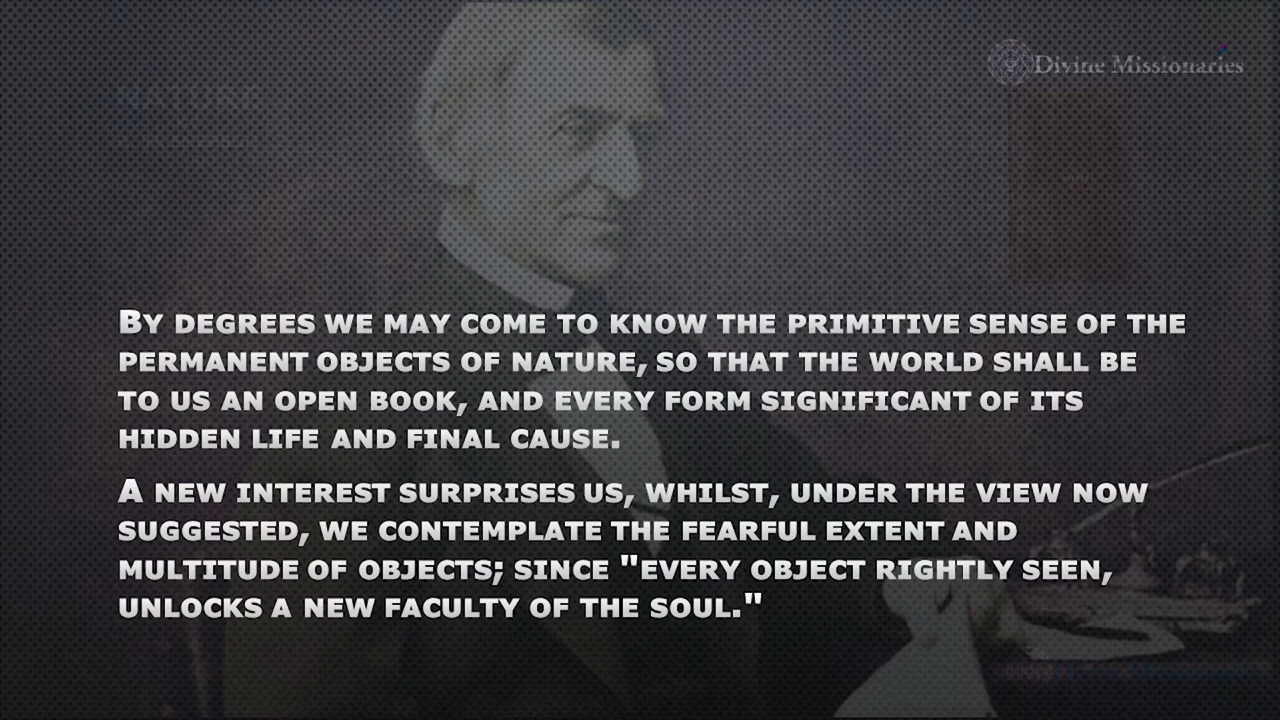 Divine Missionaries
NATURE
BY DEGREES WE MAY COME TO KNOW THE PRIMITIVE SENSE OF THE
PERMANENT OBJECTS OF NATURE, SO THAT THE WORLD SHALL BE
TO US AN OPEN BOOK, AND EVERY FORM SIGNIFICANT OF ITS
HIDDEN LIFE AND FINAL CAUSE.
A NEW INTEREST SURPRISES US, WHILST, UNDER THE VIEW NOW
SUGGESTED, WE CONTEMPLATE THE FEARFUL EXTENT AND
MULTITUDE OF OBJECTS; SINCE "EVERY OBJECT RIGHTLY SEEN,
UNLOCKS A NEW FACULTY OF THE SOUL."